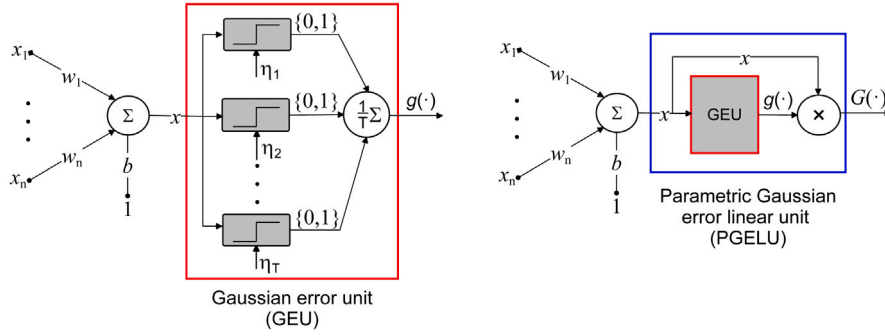 x1
w1
xn
wn
Σ
b
1
x
{0,1}
η1
{0,1}
η2
{0,1}
ηT
1/T Σ
g(·)
Gaussian error unit
(GEU)
x1
w1
xn
wn
Σ
b
1
x
x
GEU
g(·)
×
G(·)
Parametric Gaussian
error linear unit
(PGELU)